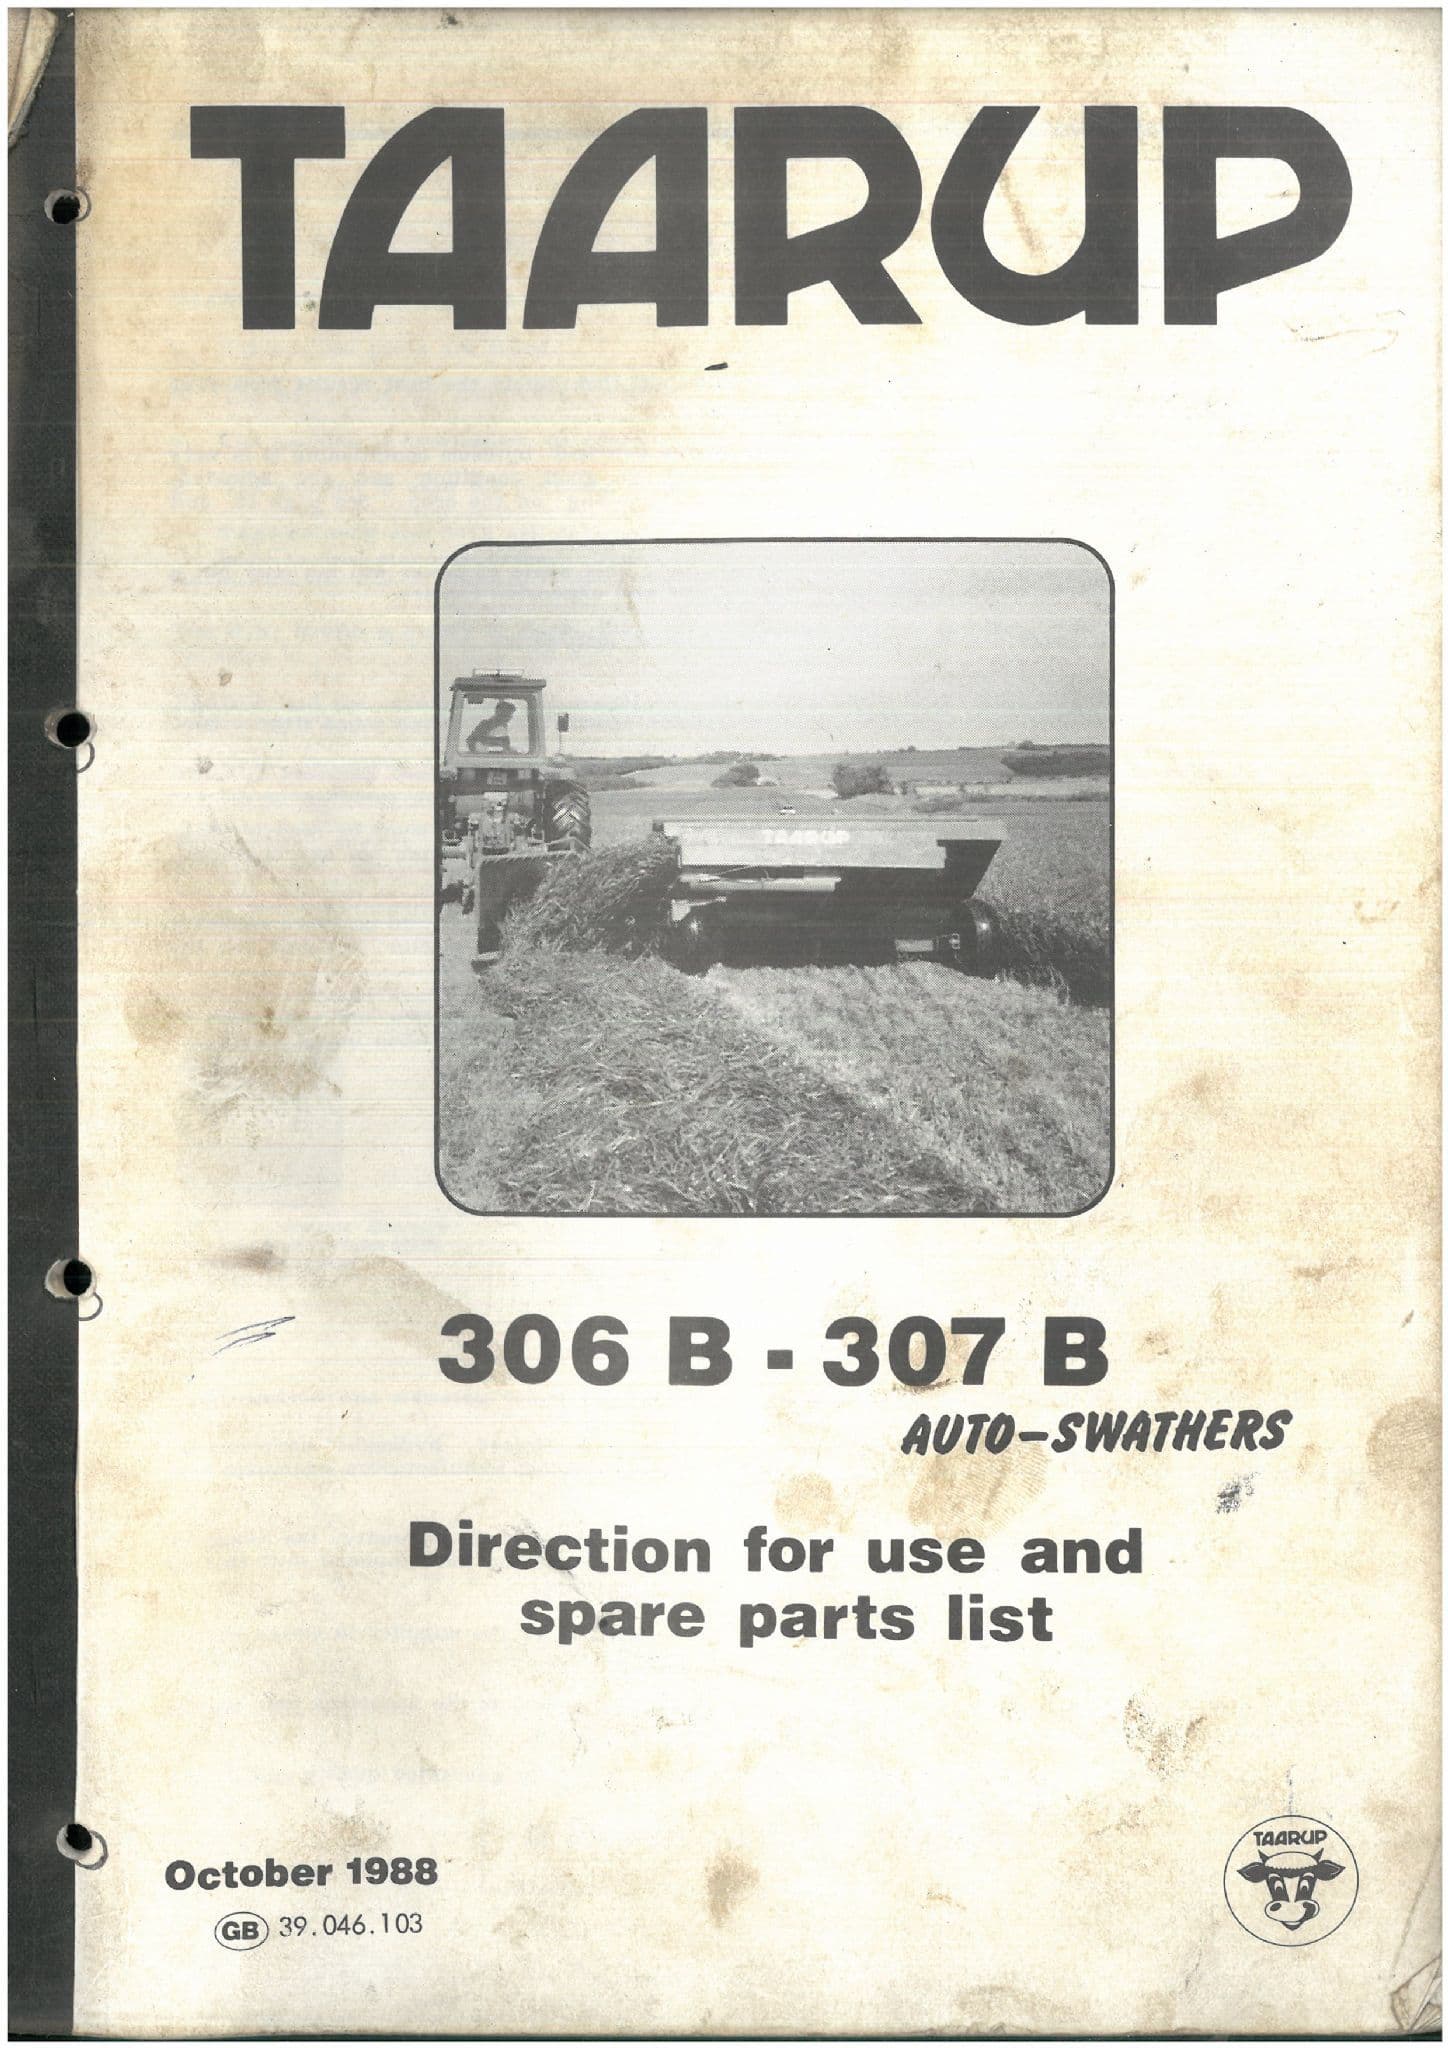 TAARUP
TAARUP
306 B - 307 B
AUTO-SWATHERS
Direction for use and
spare parts list
October 1988
GB 39.046.103
TAARUP